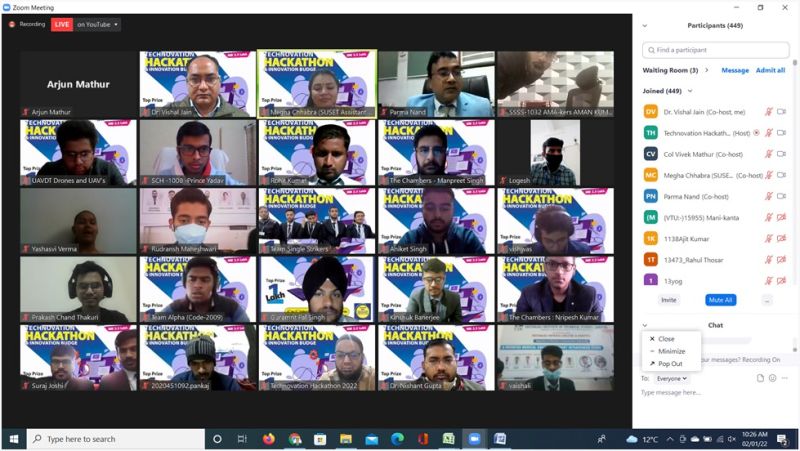 Zoom Meeting
Recording
LIVE
on YouTube
Participants (449)
Find a participant
Waiting Room (3)
Message
Admit all
Joined (449)
DV
Dr. Vishal Jain (Co-host, me)
TH
Technovation Hackath... (Host)
CV
Col Vivek Mathur (Co-host)
MC
Megha Chhabra (SUSE... (Co-host)
PN
Parma Nand (Co-host)
(M
(VTU:-)15955) Mani-kanta
1K
1138Ajit Kumar
1T
13473_Rahul Thosar
1
13yog
Invite
Mute All
...
Chat
Close
Minimize
Pop Out
your messages? Recording On
To:
Everyone
Type message here...
Arjun Mathur
Arjun Mathur
TECHNOVATION
HACKATHON
& INNOVATION BUDGE
Top Prize
Dr. Vishal Jain
HACKATHON
& INNOVATION BUDGE
Top Prize
Megha Chhabra (SUSET Assistant...
Parma Nand
SSSS-1032 AMA-kers AMAN KUM...
UAVDT Drones and UAV's
SCH -1008 -Prince Yadav
Rohit Kumar
The Chambers - Manpreet Singh
Logesh
Yashasvi Verma
Rudransh Maheshwari
Team Single Strikers
Aniket Singh
vishvas
Prakash Chand Thakuri
Team Alpha (Code-2009)
1
Lakh
Guramrit Pal Singh
Kinshuk Banerjee
The Chambers : Nripesh Kumar
Suraj Joshi
2020451092.pankaj
Technovation Hackathon 2022
Dr. Nishant Gupta
vaishali
Type here to search
12°C
10:26 AM
02/01/22